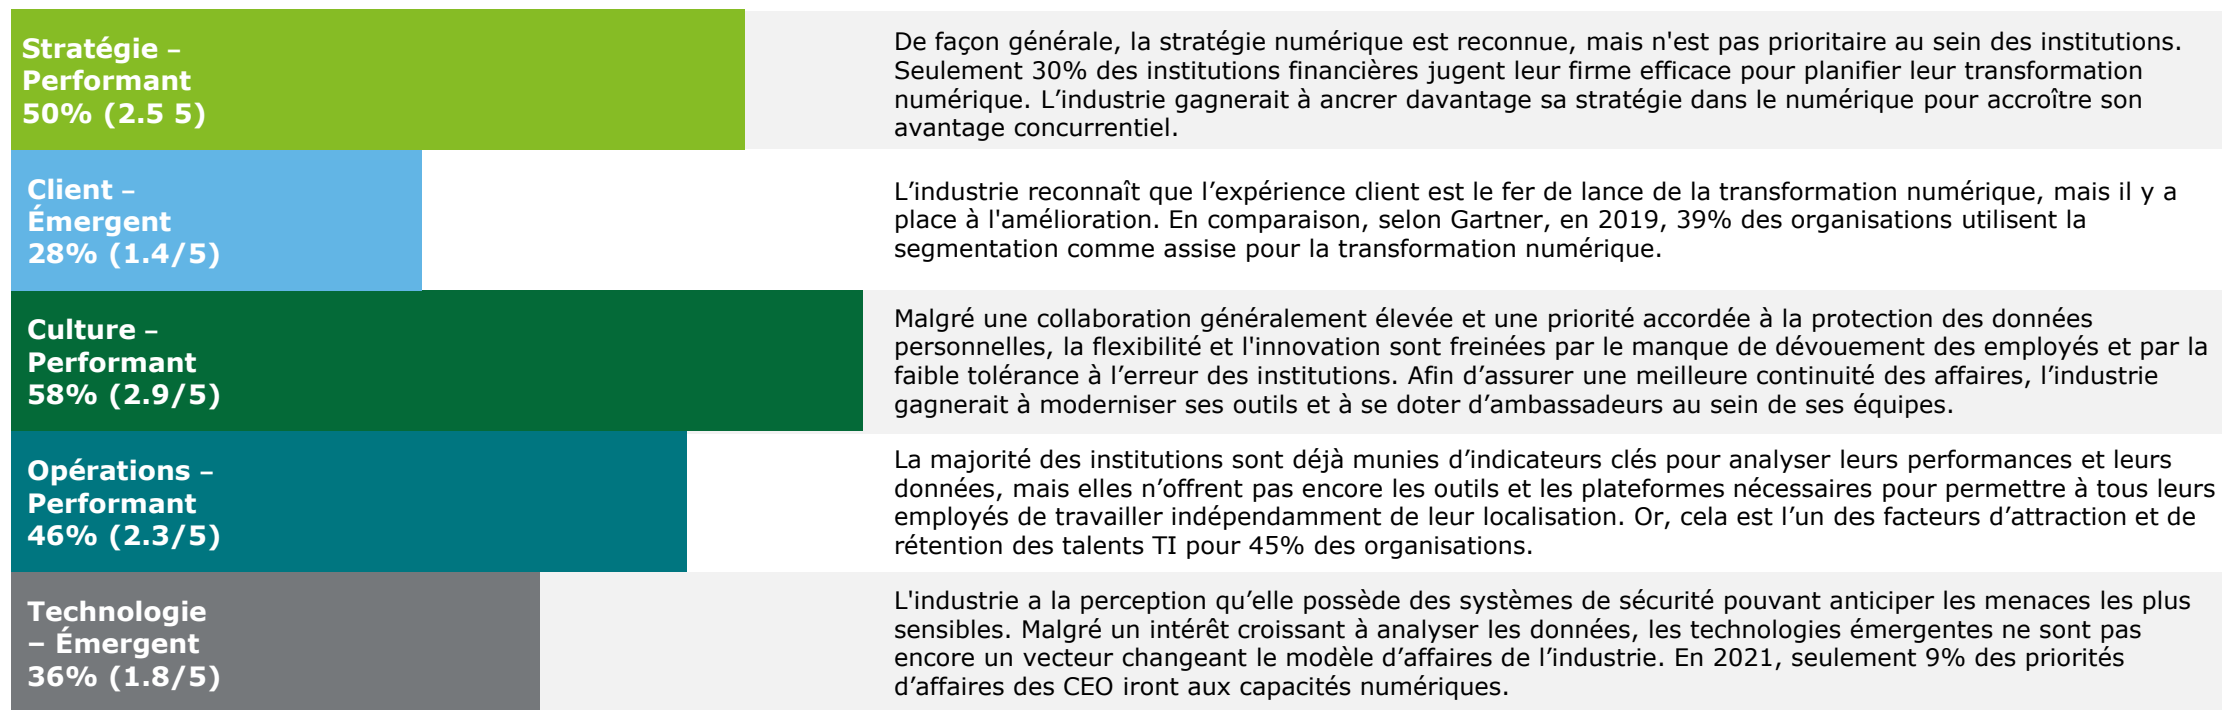 Stratégie –
Performant
50% (2.5 5)
De façon générale, la stratégie numérique est reconnue, mais n'est pas prioritaire au sein des institutions.
Seulement 30% des institutions financières jugent leur firme efficace pour planifier leur transformation
numérique. L’industrie gagnerait à ancrer davantage sa stratégie dans le numérique pour accroître son
avantage concurrentiel.
Client –
Émergent
28% (1.4/5)
L’industrie reconnaît que l’expérience client est le fer de lance de la transformation numérique, mais il y a
place à l'amélioration. En comparaison, selon Gartner, en 2019, 39% des organisations utilisent la
segmentation comme assise pour la transformation numérique.
Culture –
Performant
58% (2.9/5)
Malgré une collaboration généralement élevée et une priorité accordée à la protection des données
personnelles, la flexibilité et l'innovation sont freinées par le manque de dévouement des employés et par la
faible tolérance à l’erreur des institutions. Afin d’assurer une meilleure continuité des affaires, l’industrie
gagnerait à moderniser ses outils et à se doter d’ambassadeurs au sein de ses équipes.
Opérations –
Performant
46% (2.3/5)
La majorité des institutions sont déjà munies d’indicateurs clés pour analyser leurs performances et leurs
données, mais elles n’offrent pas encore les outils et les plateformes nécessaires pour permettre à tous leurs
employés de travailler indépendamment de leur localisation. Or, cela est l’un des facteurs d’attraction et de
rétention des talents TI pour 45% des organisations.
Technologie
– Émergent
36% (1.8/5)
L'industrie a la perception qu’elle possède des systèmes de sécurité pouvant anticiper les menaces les plus
sensibles. Malgré un intérêt croissant à analyser les données, les technologies émergentes ne sont pas
encore un vecteur changeant le modèle d’affaires de l’industrie. En 2021, seulement 9% des priorités
d’affaires des CEO iront aux capacités numériques.